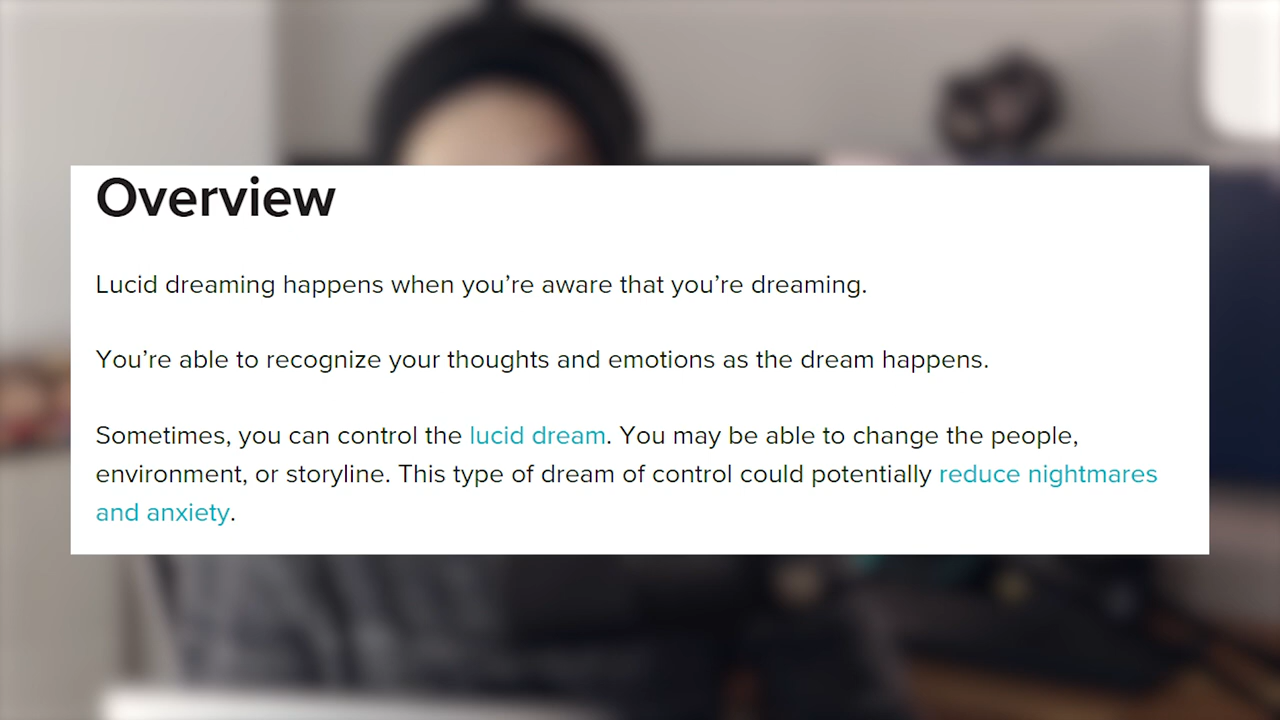 Overview
Lucid dreaming happens when you’re aware that you’re dreaming.
You’re able to recognize your thoughts and emotions as the dream happens.
Sometimes, you can control the lucid dream. You may be able to change the people,
environment, or storyline. This type of dream of control could potentially reduce nightmares
and anxiety.